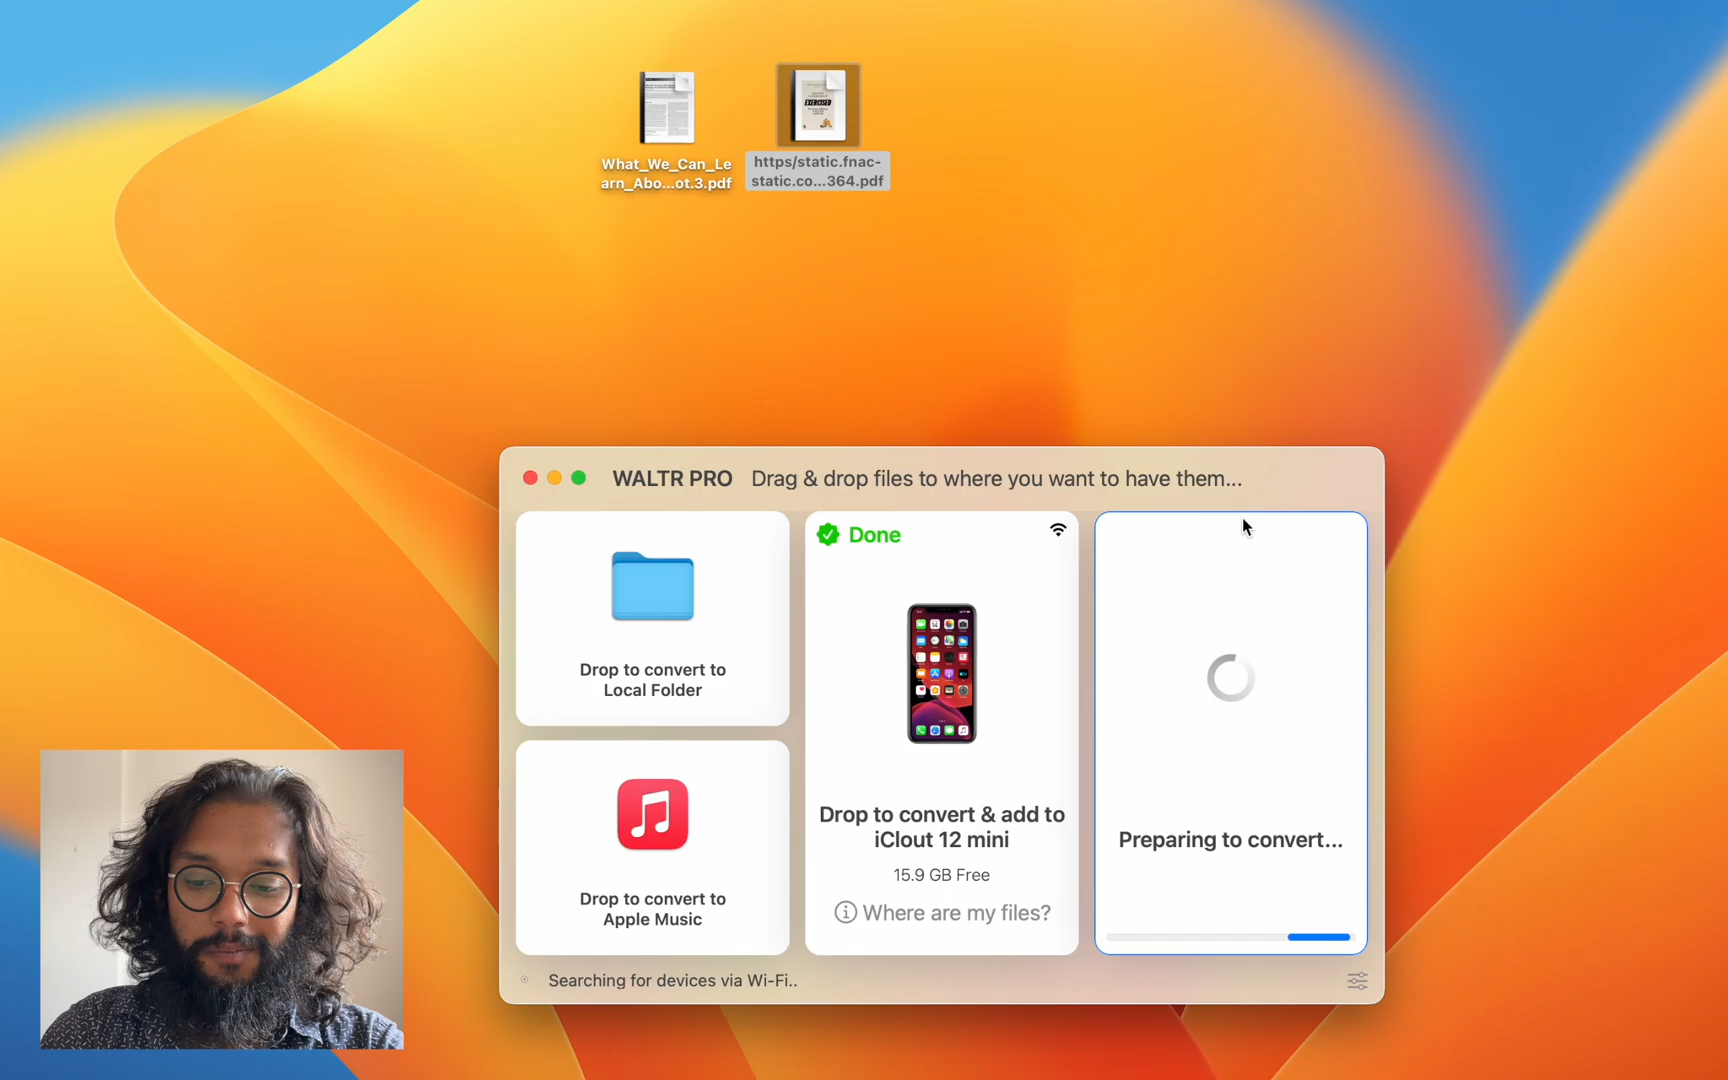 What_We_Can_Le
arn_Abo...ot.3.pdf
EXERCISED
https/static.fnac-
static.co...364.pdf
WALTR PRO Drag & drop files to where you want to have them...
Drop to convert to
Local Folder
Drop to convert to
Apple Music
Done
Drop to convert & add to
iClout 12 mini
15.9 GB Free
Where are my files?
Preparing to convert...
Searching for devices via Wi-Fi..